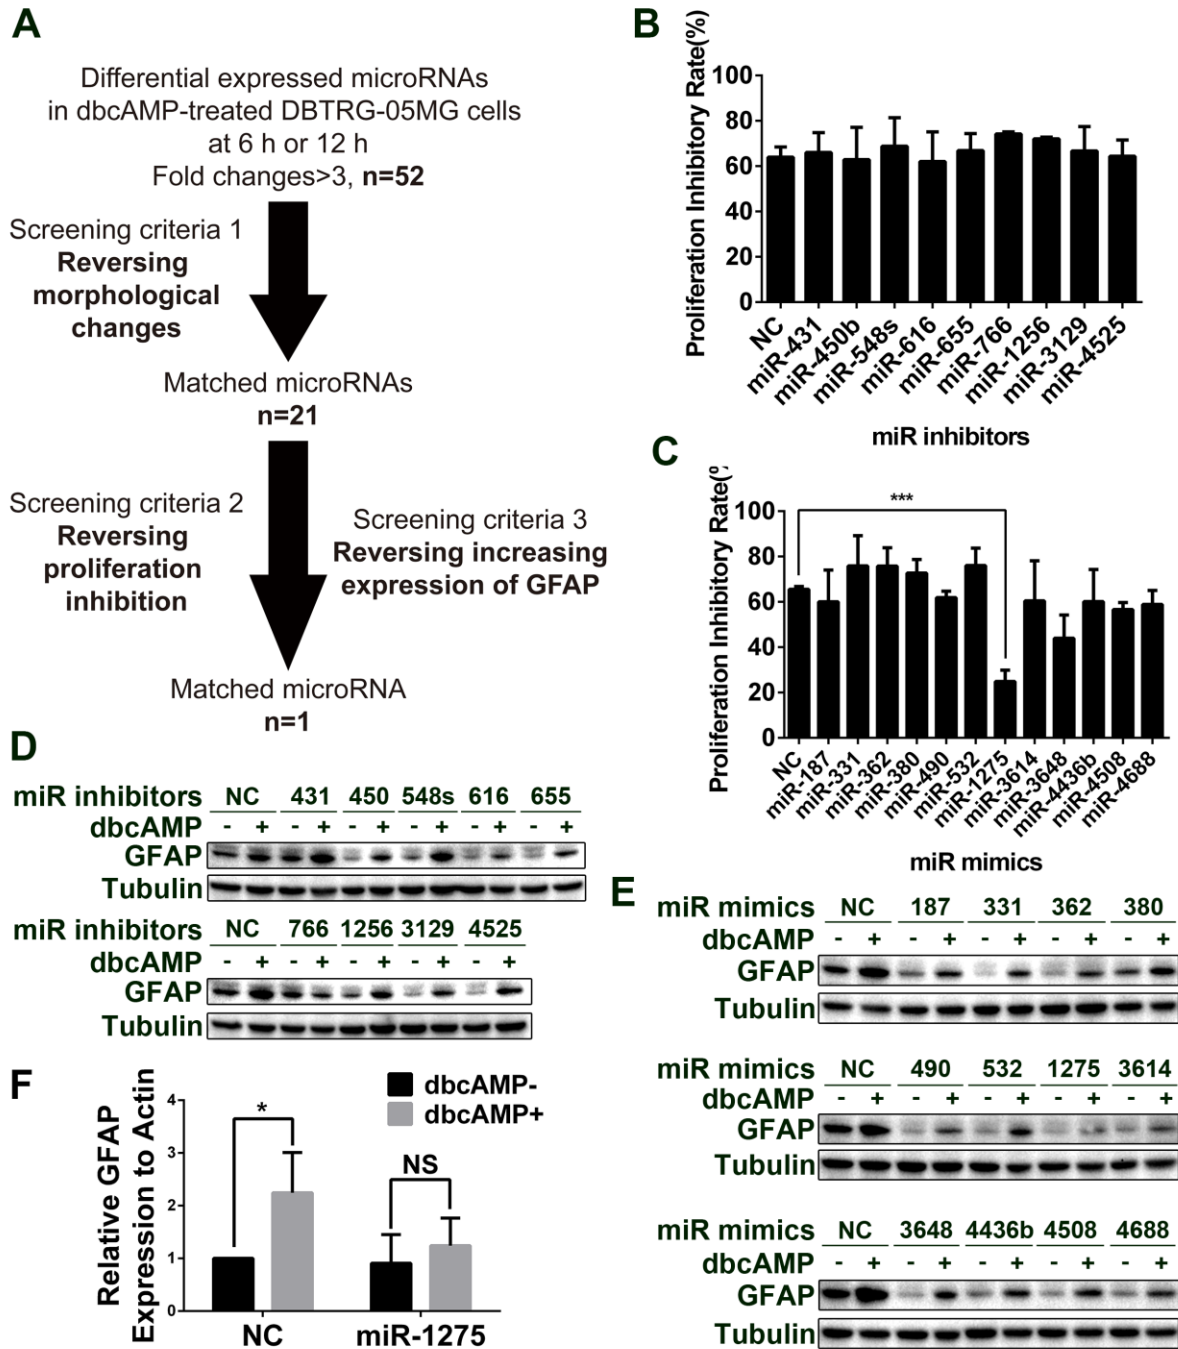 A
Differential expressed microRNAs
in dbcAMP-treated DBTRG-05MG cells
at 6 h or 12 h
Fold changes>3, n=52
Screening criteria 1
Reversing
morphological
changes
Matched microRNAs
n=21
Screening criteria 2
Reversing
proliferation
inhibition
Screening criteria 3
Reversing increasing
expression of GFAP
Matched microRNA
n=1
B
Proliferation Inhibitory Rate(%)
100
80
60
40
20
0
NC
miR-431
miR-450b
miR-548s
miR-616
miR-655
miR-766
miR-1256
miR-3129
miR-4525
miR inhibitors
C
Proliferation Inhibitory Rate(%
100
80
60
40
20
0
***
NC
miR-187
miR-331
miR-362
miR-380
miR-490
miR-532
miR-1275
miR-3614
miR-3648
miR-4436b
miR-4508
miR-4688
miR mimics
D
miR inhibitors NC 431 450 548s 616 655
dbcAMP - + - + - + - + - + - +
GFAP
Tubulin
miR inhibitors NC 766 1256 3129 4525
dbcAMP - + - + - + - + - +
GFAP
Tubulin
E
miR mimics NC 187 331 362 380
dbcAMP - + - + - + - + - +
GFAP
Tubulin
miR mimics NC 490 532 1275 3614
dbcAMP - + - + - + - + - +
GFAP
Tubulin
miR mimics NC 3648 4436b 4508 4688
dbcAMP - + - + - + - + - +
GFAP
Tubulin
F
Relative GFAP
Expression to Actin
4
3
2
1
0
*
NS
dbcAMP-
dbcAMP+
NC
miR-1275